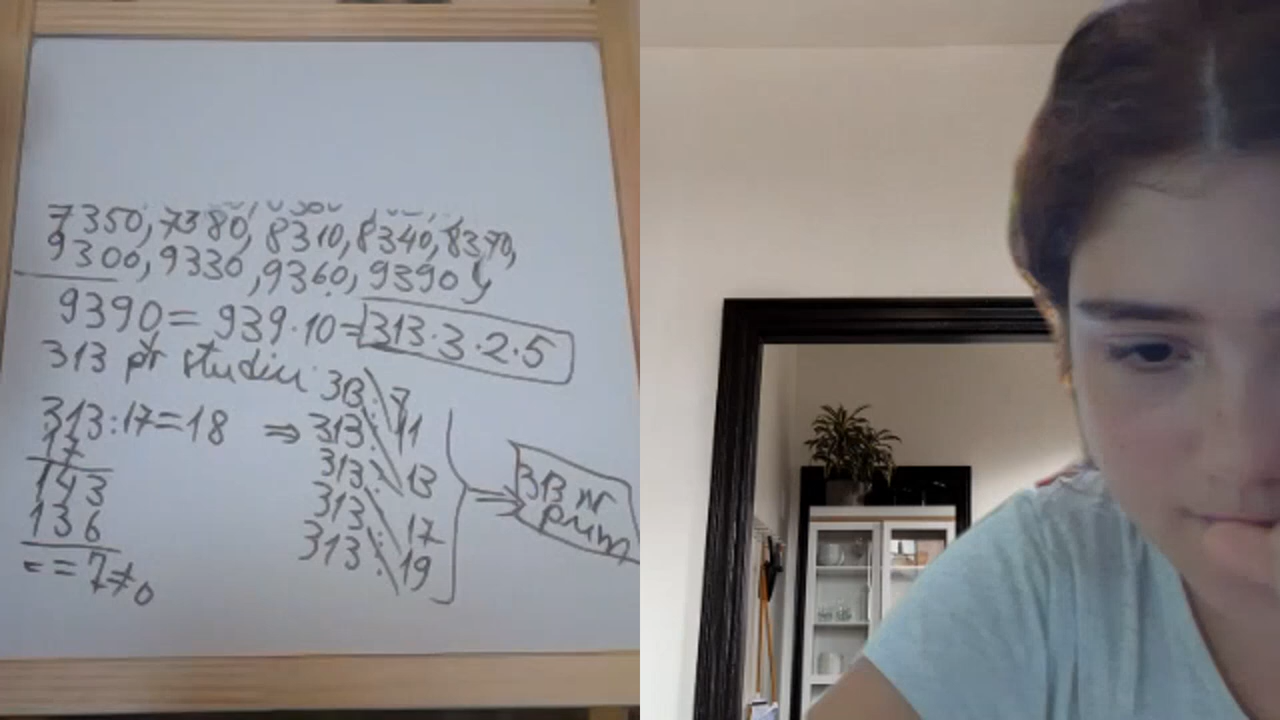 7350, 7380, 8310, 8340, 8370,
9300, 9330, 9360, 9390 }
9390 = 939·10 = 313·3·2·5
313 pt studiu
313:17=18
17
143
136
==7≠0
⇒ 313 ⋮̸ 7
313 ⋮̸ 11
313 ⋮̸ 13
313 ⋮̸ 17
313 ⋮̸ 19
⇒ 313 nr
prim